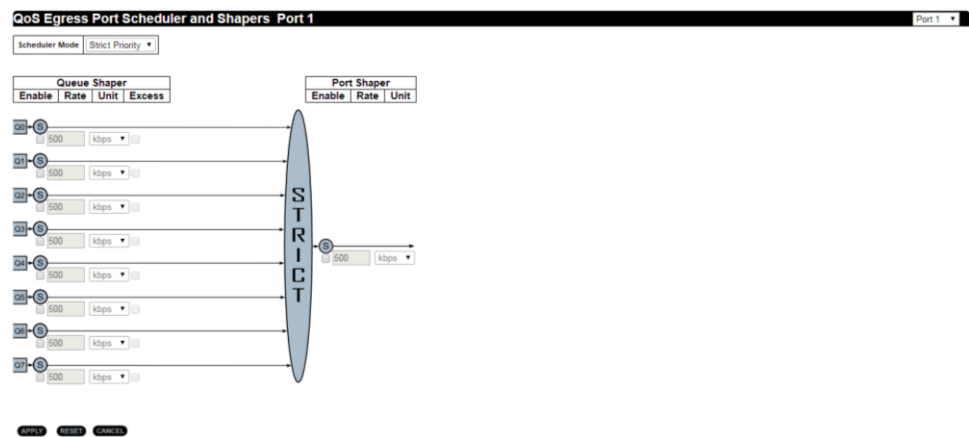 QoS Egress Port Scheduler and Shapers Port 1 Port 1
Scheduler Mode Strict Priority
Queue Shaper Port Shaper
Enable Rate Unit Excess Enable Rate Unit
Q0 S
500 kbps
Q1 S
500 kbps
Q2 S
500 kbps
Q3 S
500 kbps
Q4 S
500 kbps
Q5 S
500 kbps
Q6 S
500 kbps
Q7 S
500 kbps
STRICT
S
500 kbps
APPLY RESET CANCEL